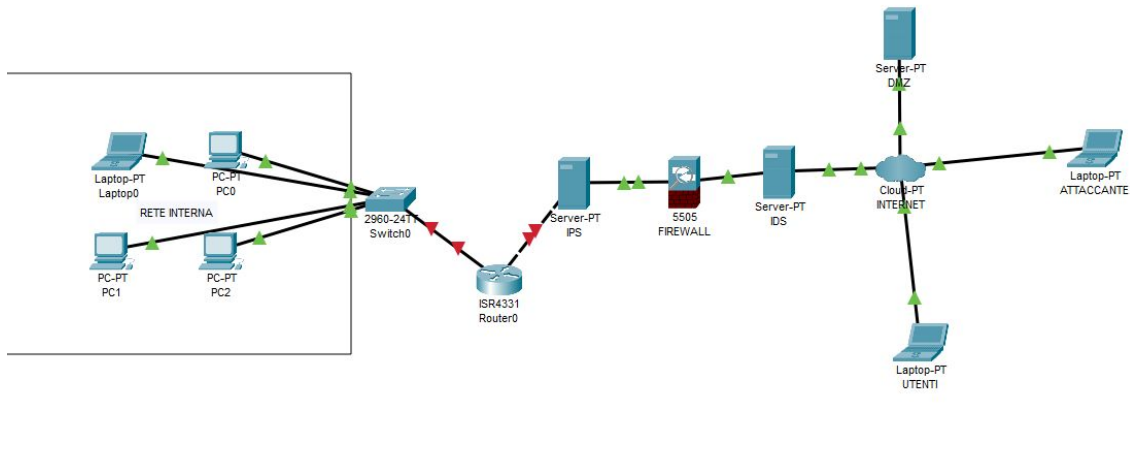 Server-PT
DMZ
Laptop-PT
Laptop0
PC-PT
PC0
RETE INTERNA
PC-PT
PC1
PC-PT
PC2
2960-24TT
Switch0
ISR4331
Router0
Server-PT
IPS
5505
FIREWALL
Server-PT
IDS
Cloud-PT
INTERNET
Laptop-PT
ATTACCANTE
Laptop-PT
UTENTI